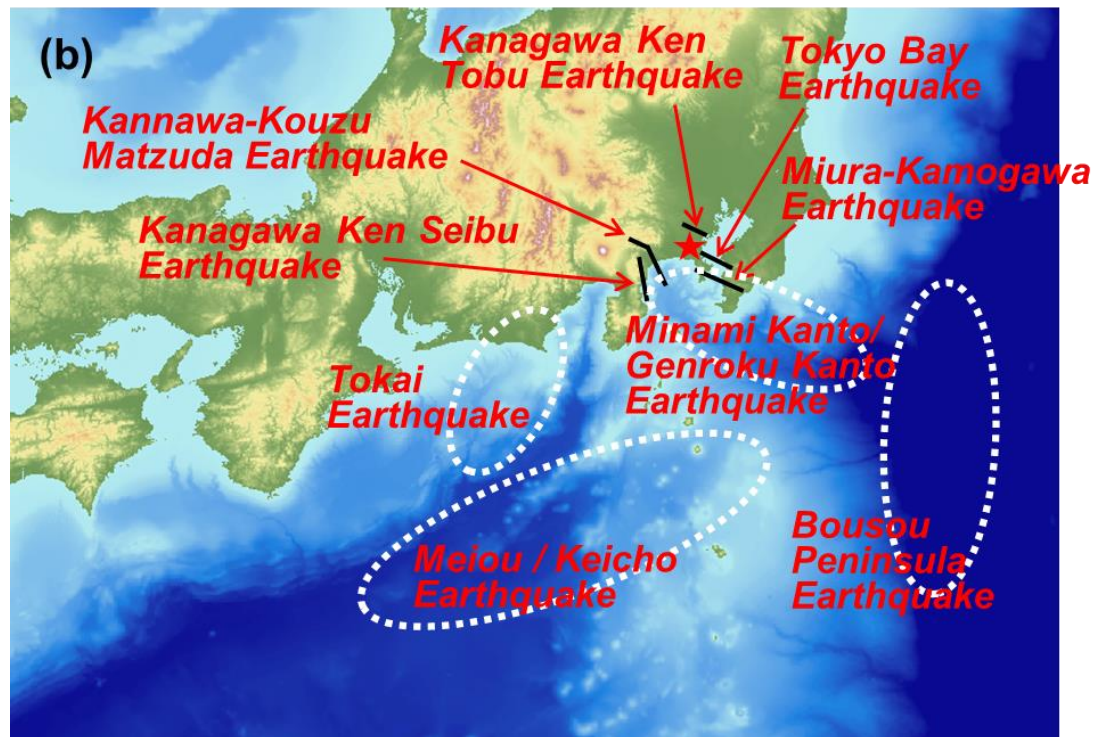 (b)
Kanagawa Ken
Tobu Earthquake
Tokyo Bay
Earthquake
Kannawa-Kouzu
Matzuda Earthquake
Miura-Kamogawa
Earthquake
Kanagawa Ken Seibu
Earthquake
Minami Kanto/
Genroku Kanto
Earthquake
Tokai
Earthquake
Meiou / Keicho
Earthquake
Bousou
Peninsula
Earthquake